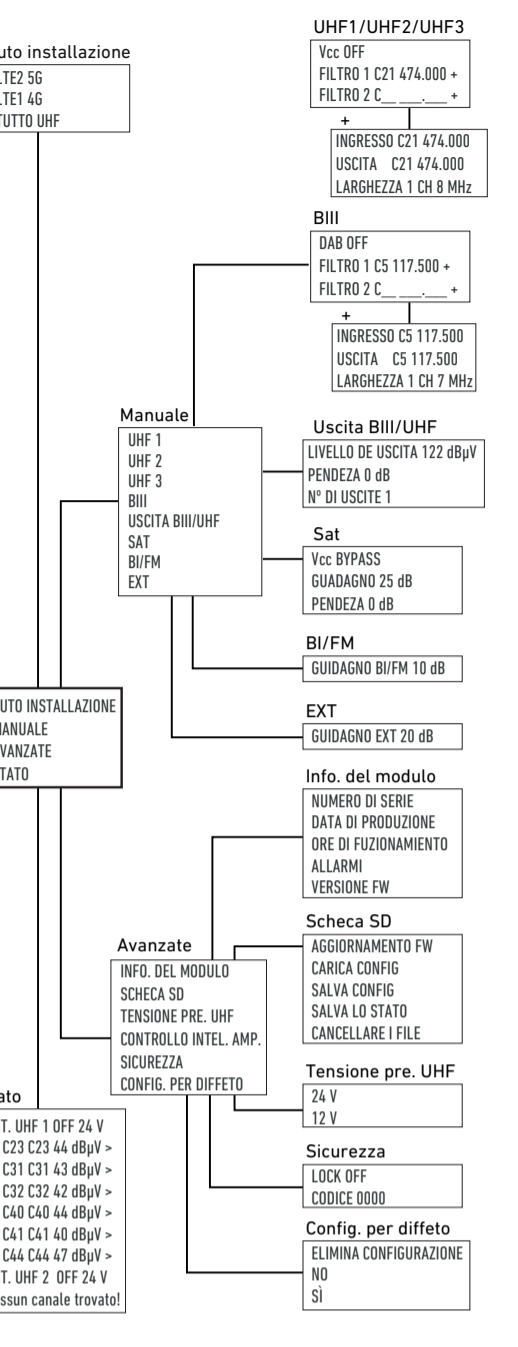 uto installazione
LTE2 5G
LTE1 4G
TUTTO UHF
UHF1/UHF2/UHF3
Vcc OFF
FILTRO 1 C21 474.000 +
FILTRO 2 C__ ___.___ +
+
INGRESSO C21 474.000
USCITA C21 474.000
LARGHEZZA 1 CH 8 MHz
BIII
DAB OFF
FILTRO 1 C5 117.500 +
FILTRO 2 C__ ___.___ +
+
INGRESSO C5 117.500
USCITA C5 117.500
LARGHEZZA 1 CH 7 MHz
Manuale
UHF 1
UHF 2
UHF 3
BIII
USCITA BIII/UHF
SAT
BI/FM
EXT
Uscita BIII/UHF
LIVELLO DE USCITA 122 dBµV
PENDEZA 0 dB
Nº DI USCITE 1
Sat
Vcc BYPASS
GUADAGNO 25 dB
PENDEZA 0 dB
BI/FM
GUIDAGNO BI/FM 10 dB
EXT
GUIDAGNO EXT 20 dB
UTO INSTALLAZIONE
MANUALE
VANZATE
TATO
Info. del modulo
NUMERO DI SERIE
DATA DI PRODUZIONE
ORE DI FUZIONAMIENTO
ALLARMI
VERSIONE FW
Avanzate
INFO. DEL MODULO
SCHECA SD
TENSIONE PRE. UHF
CONTROLLO INTEL. AMP.
SICUREZZA
CONFIG. PER DIFFETO
Scheca SD
AGGIORNAMENTO FW
CARICA CONFIG
SALVA CONFIG
SALVA LO STATO
CANCELLARE I FILE
Tensione pre. UHF
24 V
12 V
Sicurezza
LOCK OFF
CODICE 0000
Config. per diffeto
ELIMINA CONFIGURAZIONE
NO
SÌ
ato
T. UHF 1 OFF 24 V
C23 C23 44 dBµV >
C31 C31 43 dBµV >
C32 C32 42 dBµV >
C40 C40 44 dBµV >
C41 C41 40 dBµV >
C44 C44 47 dBµV >
T. UHF 2 OFF 24 V
ssun canale trovato!